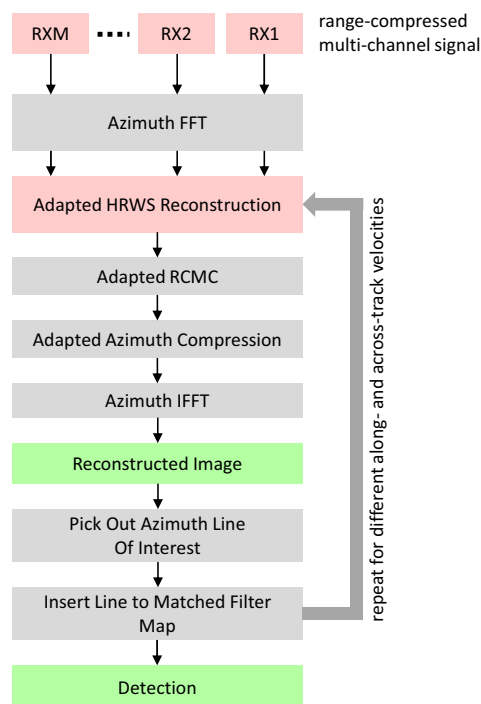 RXM
RX2
RX1
range-compressed
multi-channel signal
Azimuth FFT
Adapted HRWS Reconstruction
Adapted RCMC
Adapted Azimuth Compression
Azimuth IFFT
Reconstructed Image
Pick Out Azimuth Line
Of Interest
Insert Line to Matched Filter
Map
Detection
repeat for different along- and across-track velocities